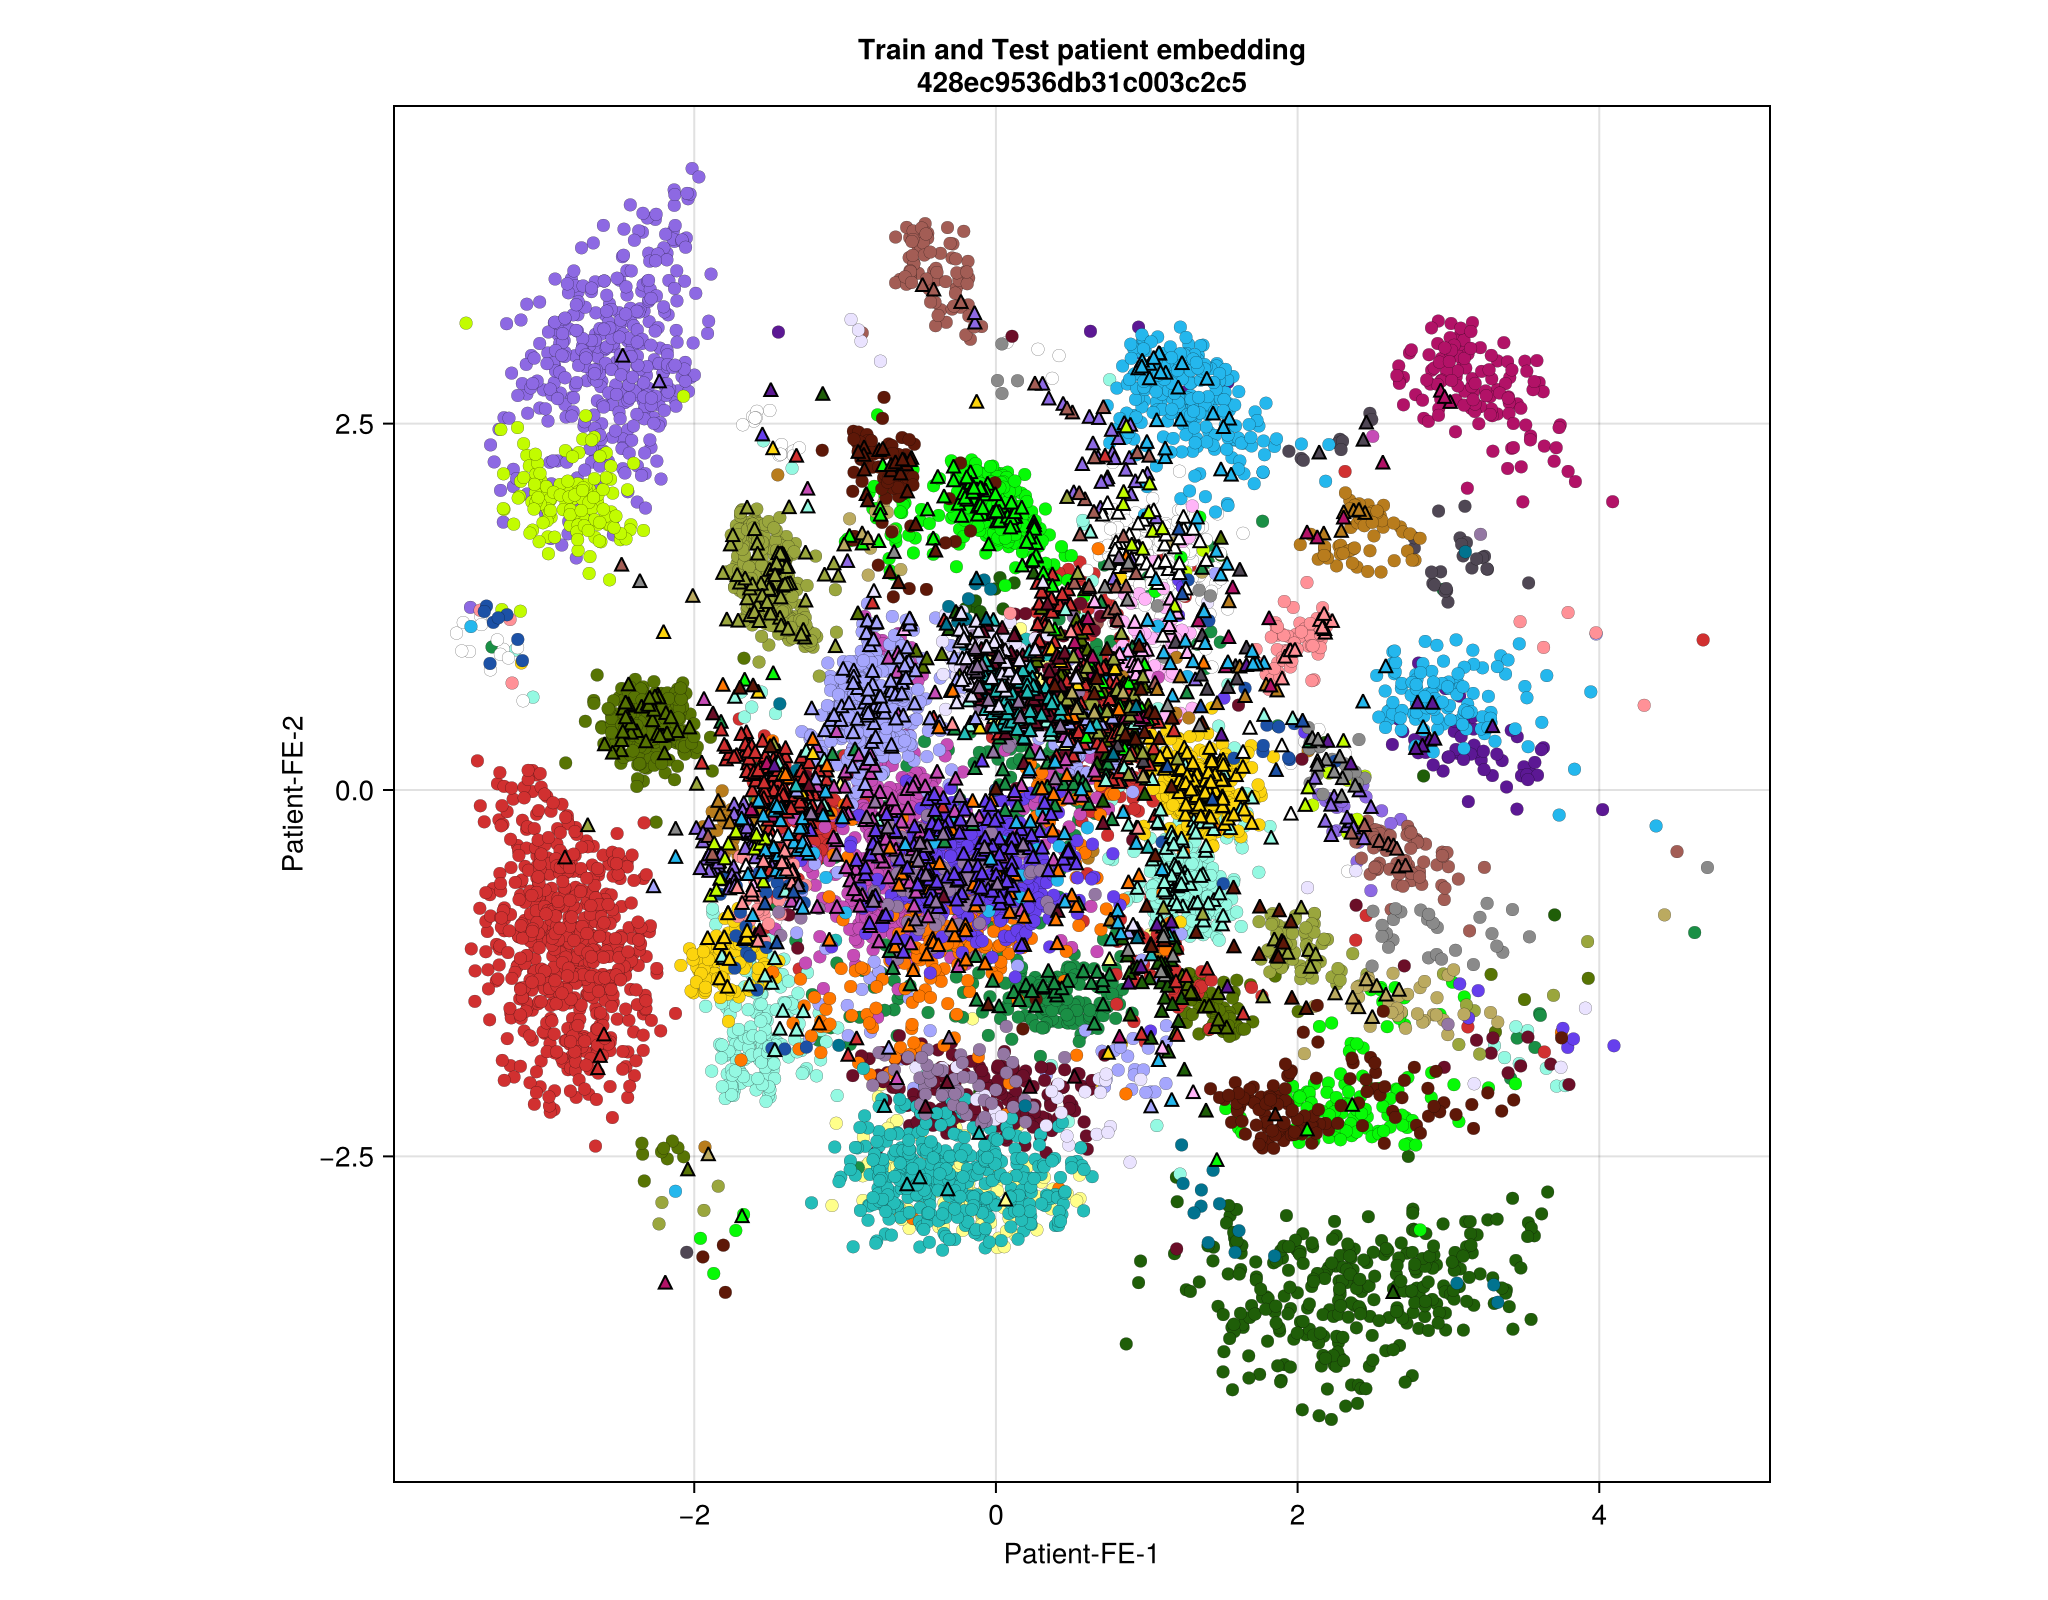 Train and Test patient embedding
428ec9536db31c003c2c5
Patient-FE-2
2.5
0.0
−2.5
−2
0
2
4
Patient-FE-1